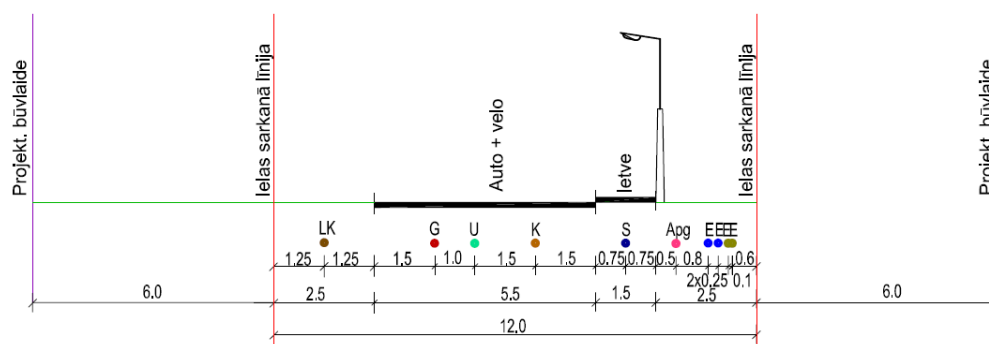 Projekt. būvlaide
Ielas sarkanā līnija
Auto + velo
Ietve
Ielas sarkanā līnija
Projekt. būvlaide
LK G U K S Apg E E E E
1.25 1.25 1.5 1.0 1.5 1.5 0.75 0.75 0.5 0.8 0.6
2x0.25 0.1
6.0 2.5 5.5 1.5 2.5 6.0
12.0